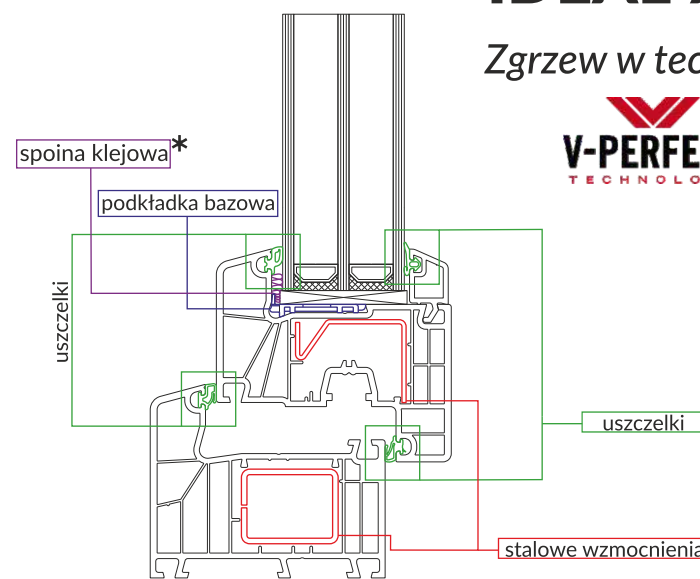 Zgrzew w tec
V-PERFE
TECHNOLO
spoina klejowa*
podkładka bazowa
uszczelki
uszczelki
stalowe wzmocnienia